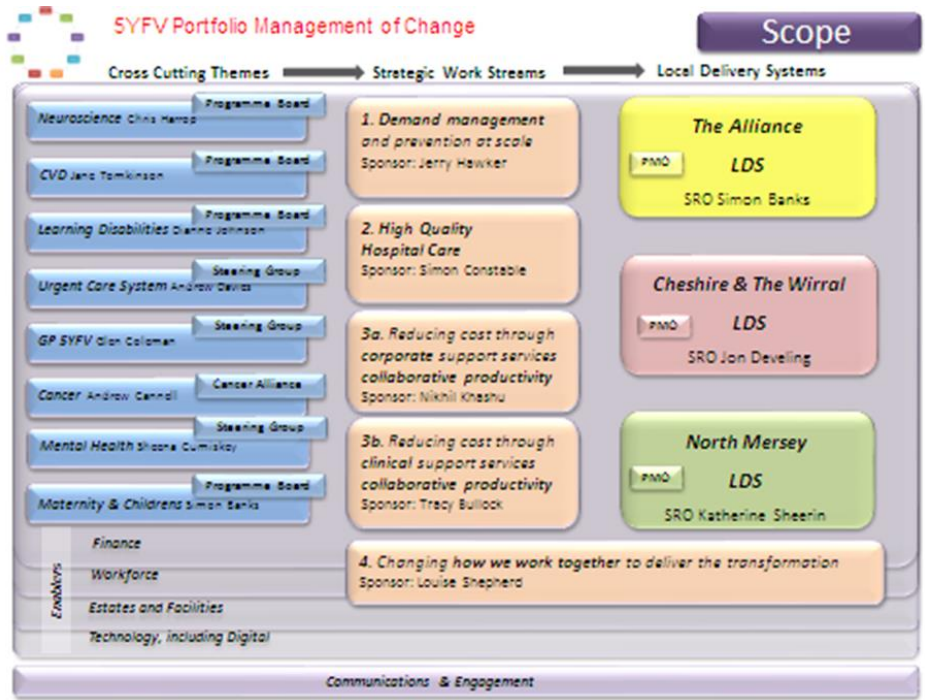 5YFV Portfolio Management of Change
Scope
Cross Cutting Themes
Strategic Work Streams
Local Delivery Systems
Programme Board
Neuroscience Chris Harrop
Programme Board
CVD Jane Tomkinson
Programme Board
Learning Disabilities Dianne Johnson
Steering Group
Urgent Care System Andrew Davies
Steering Group
GP 5YFV Glen Coleman
Cancer Alliance
Cancer Andrew Cannell
Steering Group
Mental Health Sheena Cumiskey
Programme Board
Maternity & Childrens Simon Banks
1. Demand management
and prevention at scale
Sponsor: Jerry Hawker
2. High Quality
Hospital Care
Sponsor: Simon Constable
3a. Reducing cost through
corporate support services
collaborative productivity
Sponsor: Nikhil Khashu
3b. Reducing cost through
clinical support services
collaborative productivity
Sponsor: Tracy Bullock
The Alliance
PMO
LDS
SRO Simon Banks
Cheshire & The Wirral
PMO
LDS
SRO Jon Develing
North Mersey
PMO
LDS
SRO Katherine Sheerin
4. Changing how we work together to deliver the transformation
Sponsor: Louise Shepherd
Enablers
Finance
Workforce
Estates and Facilities
Technology, including Digital
Communications & Engagement